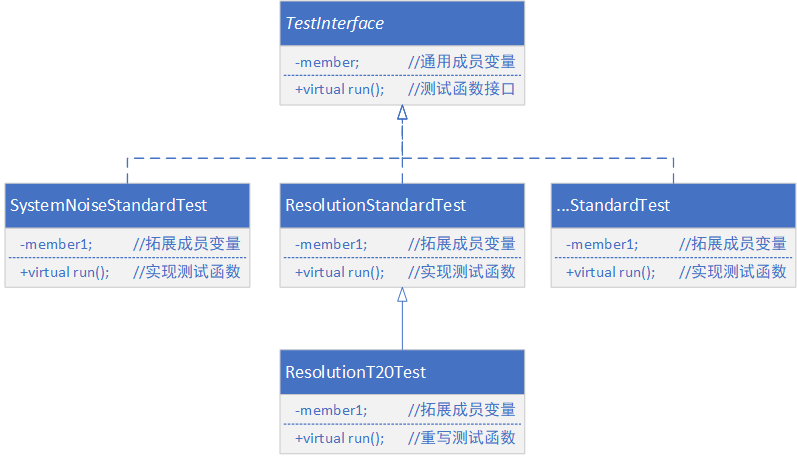 TestInterface
-member; //通用成员变量
+virtual run(); //测试函数接口
SystemNoiseStandardTest
-member1; //拓展成员变量
+virtual run(); //实现测试函数
ResolutionStandardTest
-member1; //拓展成员变量
+virtual run(); //实现测试函数
...StandardTest
-member1; //拓展成员变量
+virtual run(); //实现测试函数
ResolutionT20Test
-member1; //拓展成员变量
+virtual run(); //重写测试函数